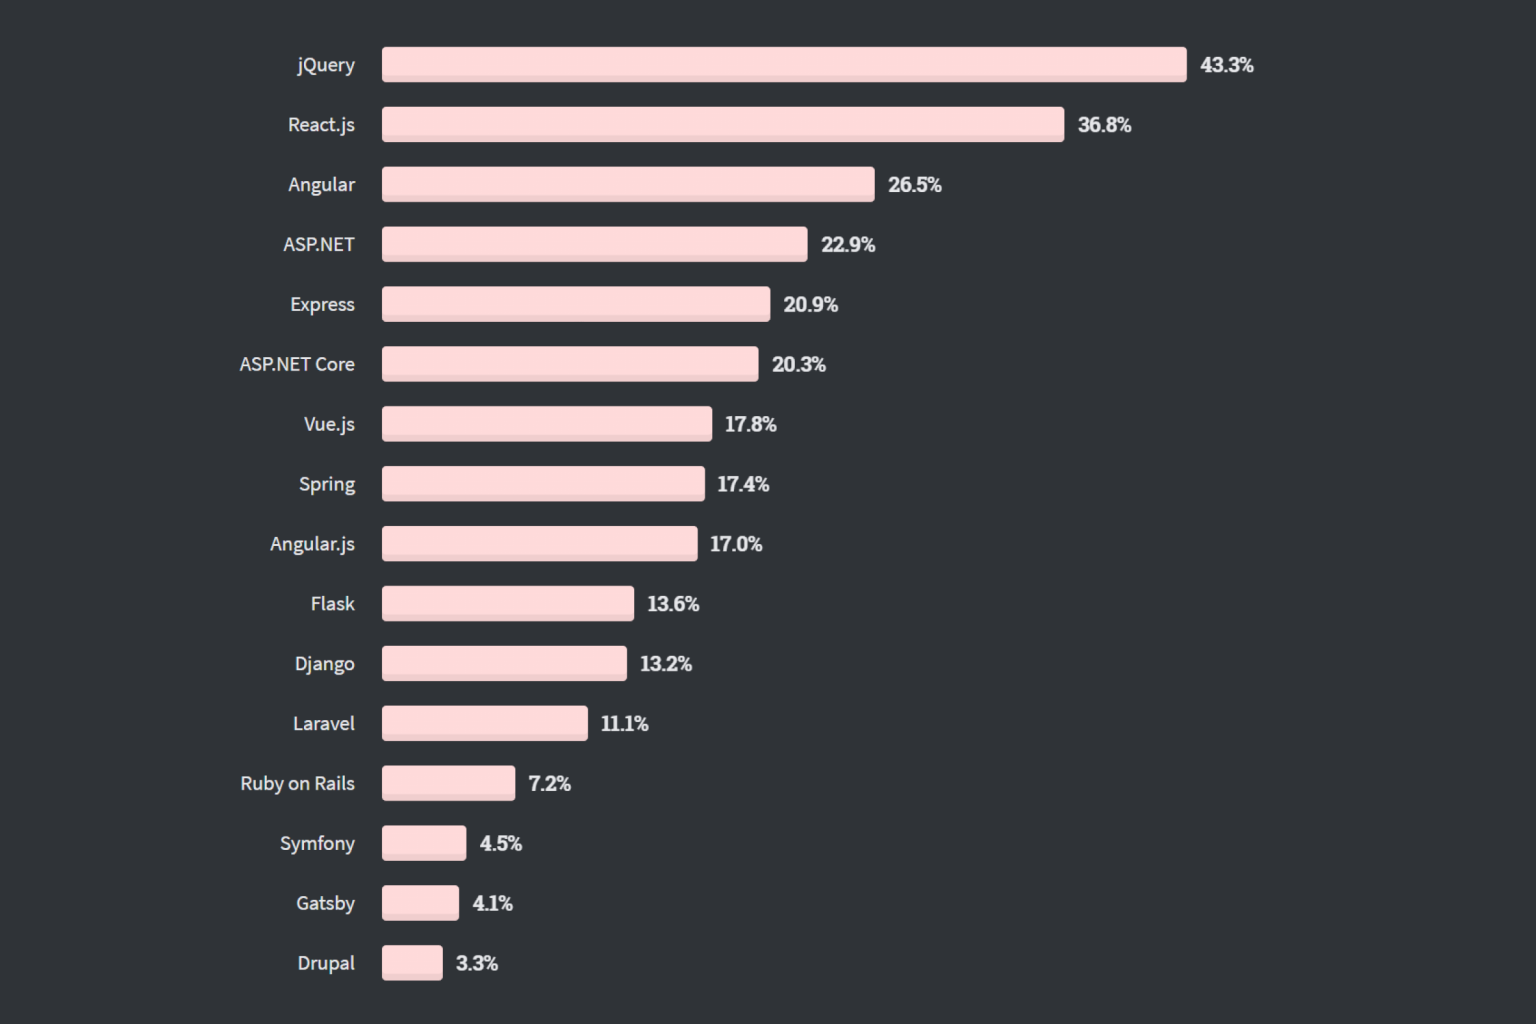 jQuery 43.3%
React.js 36.8%
Angular 26.5%
ASP.NET 22.9%
Express 20.9%
ASP.NET Core 20.3%
Vue.js 17.8%
Spring 17.4%
Angular.js 17.0%
Flask 13.6%
Django 13.2%
Laravel 11.1%
Ruby on Rails 7.2%
Symfony 4.5%
Gatsby 4.1%
Drupal 3.3%